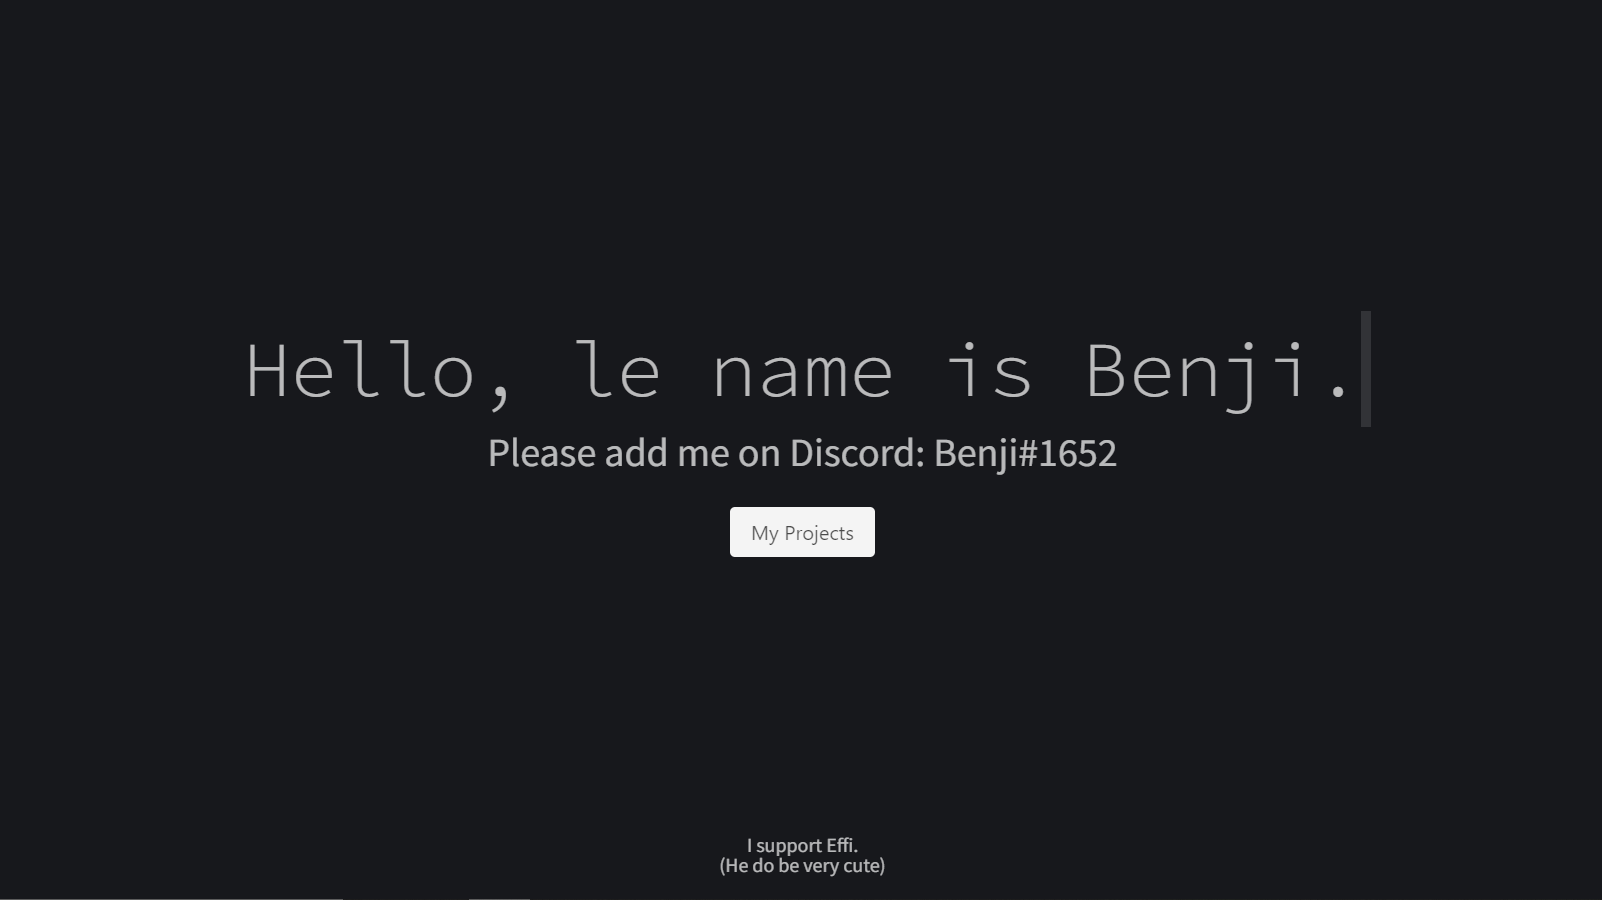 Hello, le name is Benji.
Please add me on Discord: Benji#1652
My Projects
I support Effi.
(He do be very cute)